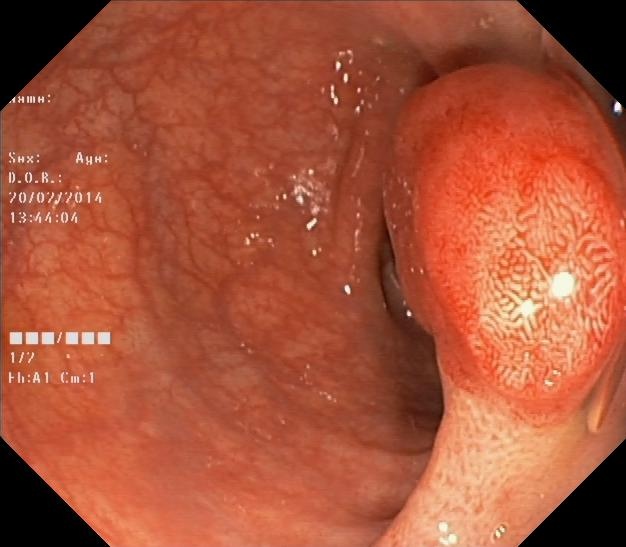 Name:
Sex: Age:
D.O.B.:
20/02/2014
13:44:04
■■■/■■■
1/2
Eh:A1 Cm:1